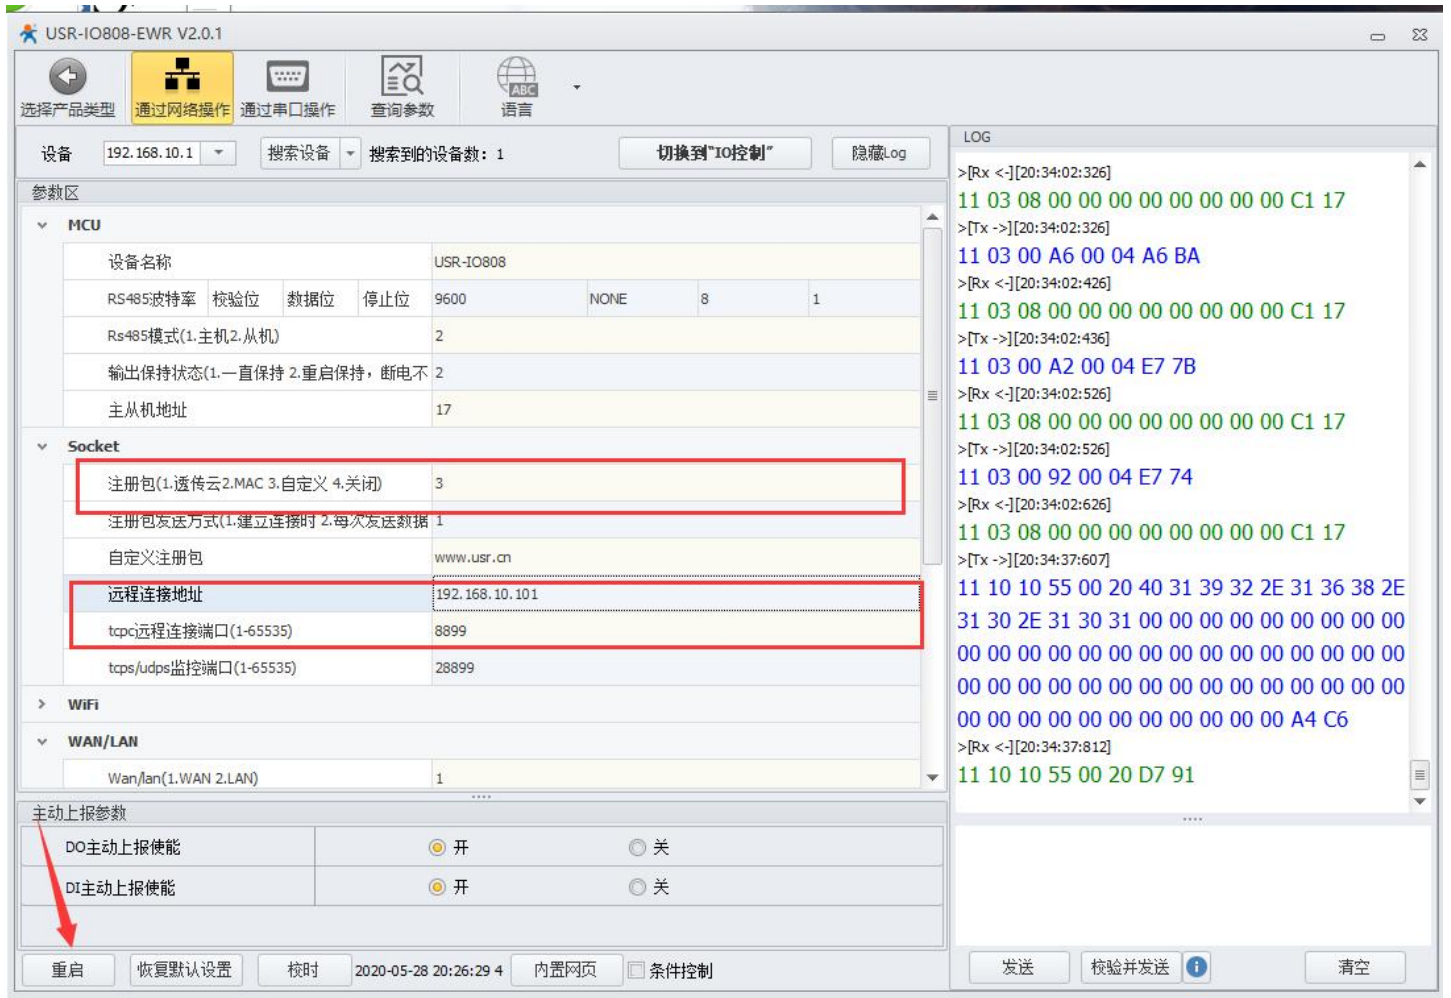 USR-IO808-EWR V2.0.1
选择产品类型 通过网络操作 通过串口操作 查询参数 ABC 语言
设备 192.168.10.1 搜索设备 搜索到的设备数: 1 切换到"IO控制" 隐藏Log
参数区
MCU
设备名称 USR-IO808
RS485波特率 校验位 数据位 停止位 9600 NONE 8 1
Rs485模式(1.主机2.从机) 2
输出保持状态(1.一直保持 2.重启保持，断电不 2
主从机地址 17
Socket
注册包(1.透传云2.MAC 3.自定义 4.关闭) 3
注册包发送方式(1.建立连接时 2.每次发送数据 1
自定义注册包 www.usr.cn
远程连接地址 192.168.10.101
tcpc远程连接端口(1-65535) 8899
tcps/udps监控端口(1-65535) 28899
WiFi
WAN/LAN
Wan/lan(1.WAN 2.LAN) 1
主动上报参数
DO主动上报使能 开 关
DI主动上报使能 开 关
重启 恢复默认设置 校时 2020-05-28 20:26:29 4 内置网页 条件控制
LOG
>[Rx <-][20:34:02:326]
11 03 08 00 00 00 00 00 00 00 00 C1 17
>[Tx ->][20:34:02:326]
11 03 00 A6 00 04 A6 BA
>[Rx <-][20:34:02:426]
11 03 08 00 00 00 00 00 00 00 00 C1 17
>[Tx ->][20:34:02:436]
11 03 00 A2 00 04 E7 7B
>[Rx <-][20:34:02:526]
11 03 08 00 00 00 00 00 00 00 00 C1 17
>[Tx ->][20:34:02:526]
11 03 00 92 00 04 E7 74
>[Rx <-][20:34:02:626]
11 03 08 00 00 00 00 00 00 00 00 C1 17
>[Tx ->][20:34:37:607]
11 10 10 55 00 20 40 31 39 32 2E 31 36 38 2E
31 30 2E 31 30 31 00 00 00 00 00 00 00 00 00
00 00 00 00 00 00 00 00 00 00 00 00 00 00 00
00 00 00 00 00 00 00 00 00 00 00 00 00 00 00
00 00 00 00 00 00 00 00 00 00 00 A4 C6
>[Rx <-][20:34:37:812]
11 10 10 55 00 20 D7 91
发送 校验并发送 清空